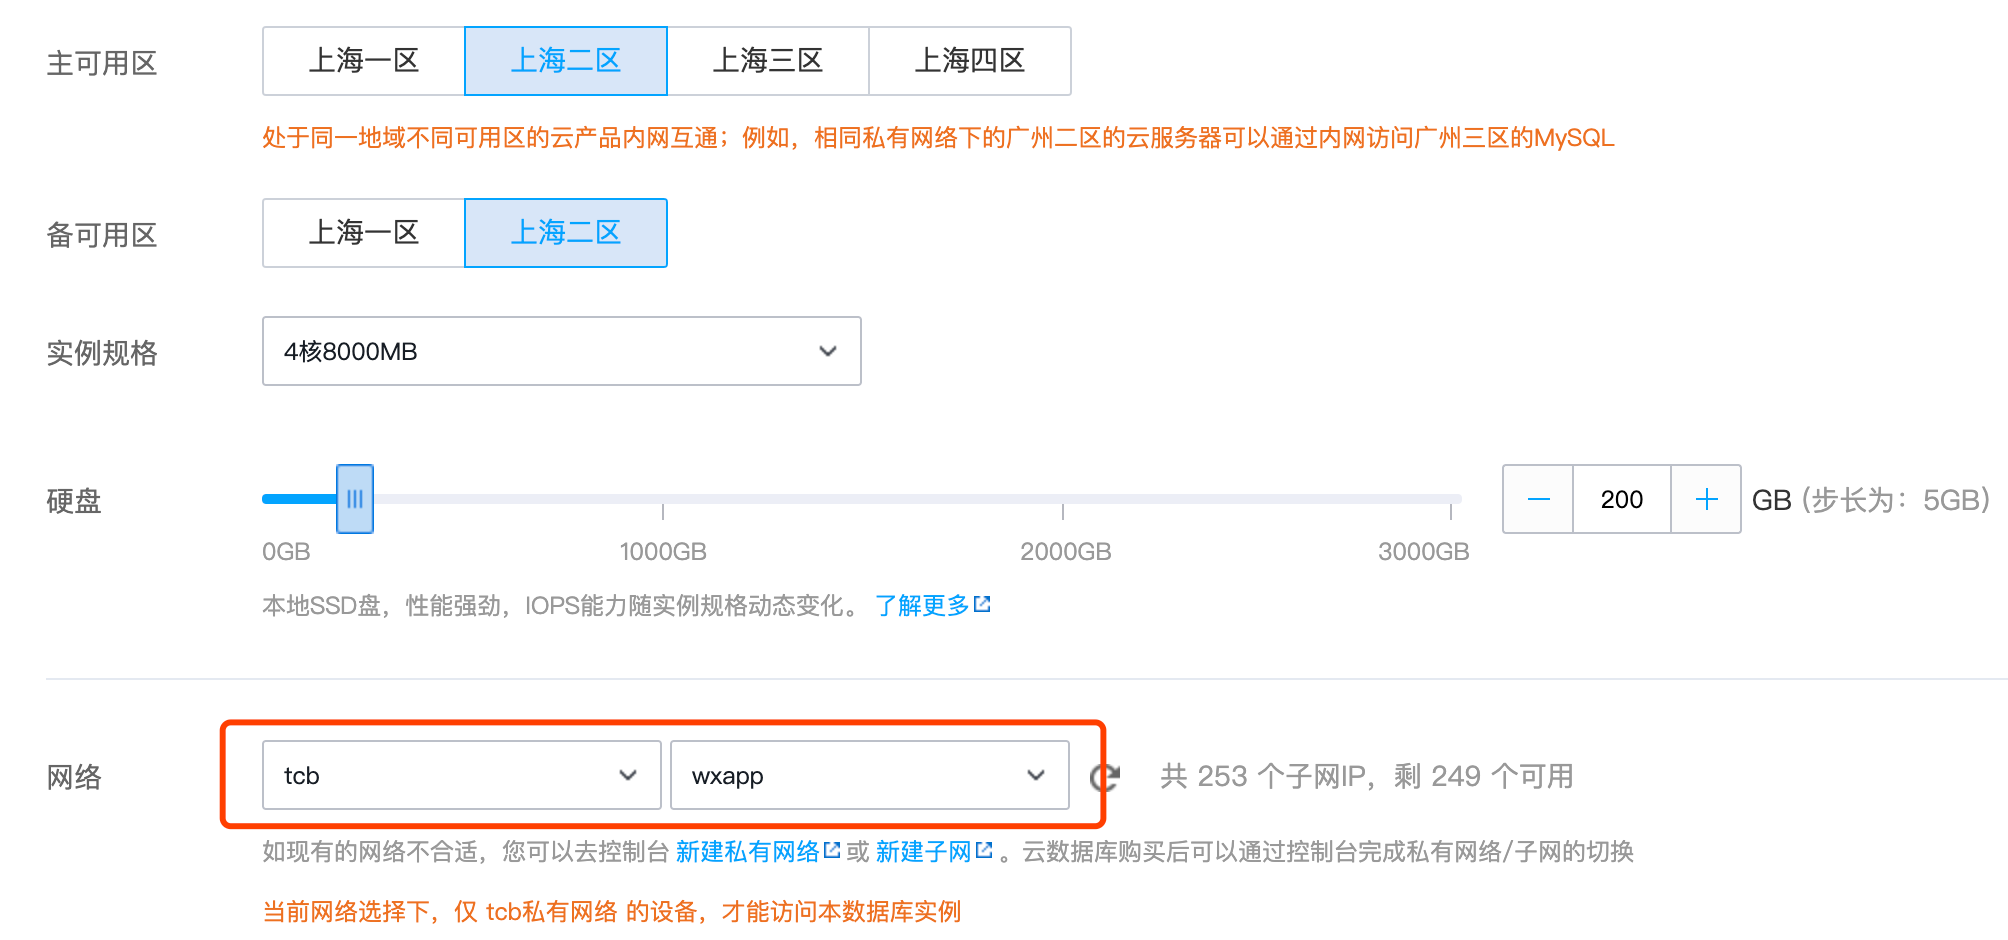 主可用区 上海一区 上海二区 上海三区 上海四区
处于同一地域不同可用区的云产品内网互通；例如，相同私有网络下的广州二区的云服务器可以通过内网访问广州三区的MySQL
备可用区 上海一区 上海二区
实例规格 4核8000MB
硬盘 200 GB (步长为：5GB)
0GB 1000GB 2000GB 3000GB
本地SSD盘，性能强劲，IOPS能力随实例规格动态变化。 了解更多
网络 tcb wxapp 共 253 个子网IP，剩 249 个可用
如现有的网络不合适，您可以去控制台 新建私有网络 或 新建子网 。云数据库购买后可以通过控制台完成私有网络/子网的切换
当前网络选择下，仅 tcb私有网络 的设备，才能访问本数据库实例